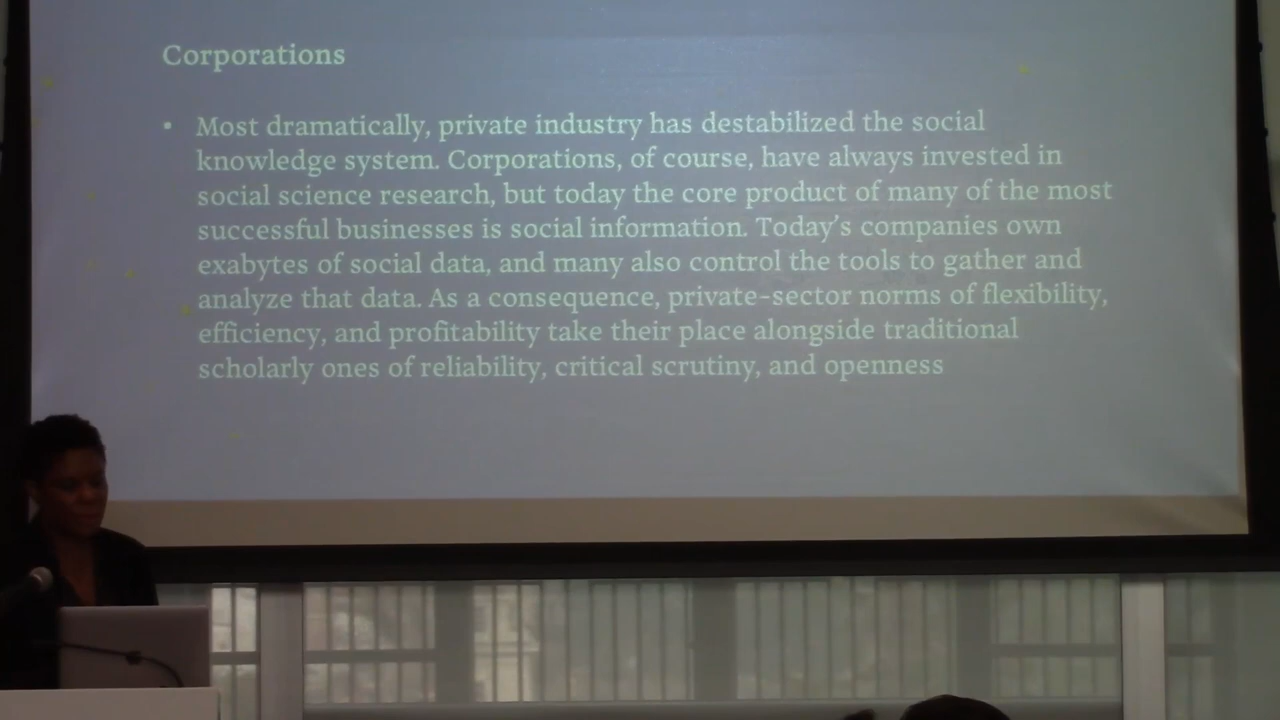 Corporations
• Most dramatically, private industry has destabilized the social
knowledge system. Corporations, of course, have always invested in
social science research, but today the core product of many of the most
successful businesses is social information. Today's companies own
exabytes of social data, and many also control the tools to gather and
analyze that data. As a consequence, private-sector norms of flexibility,
efficiency, and profitability take their place alongside traditional
scholarly ones of reliability, critical scrutiny, and openness